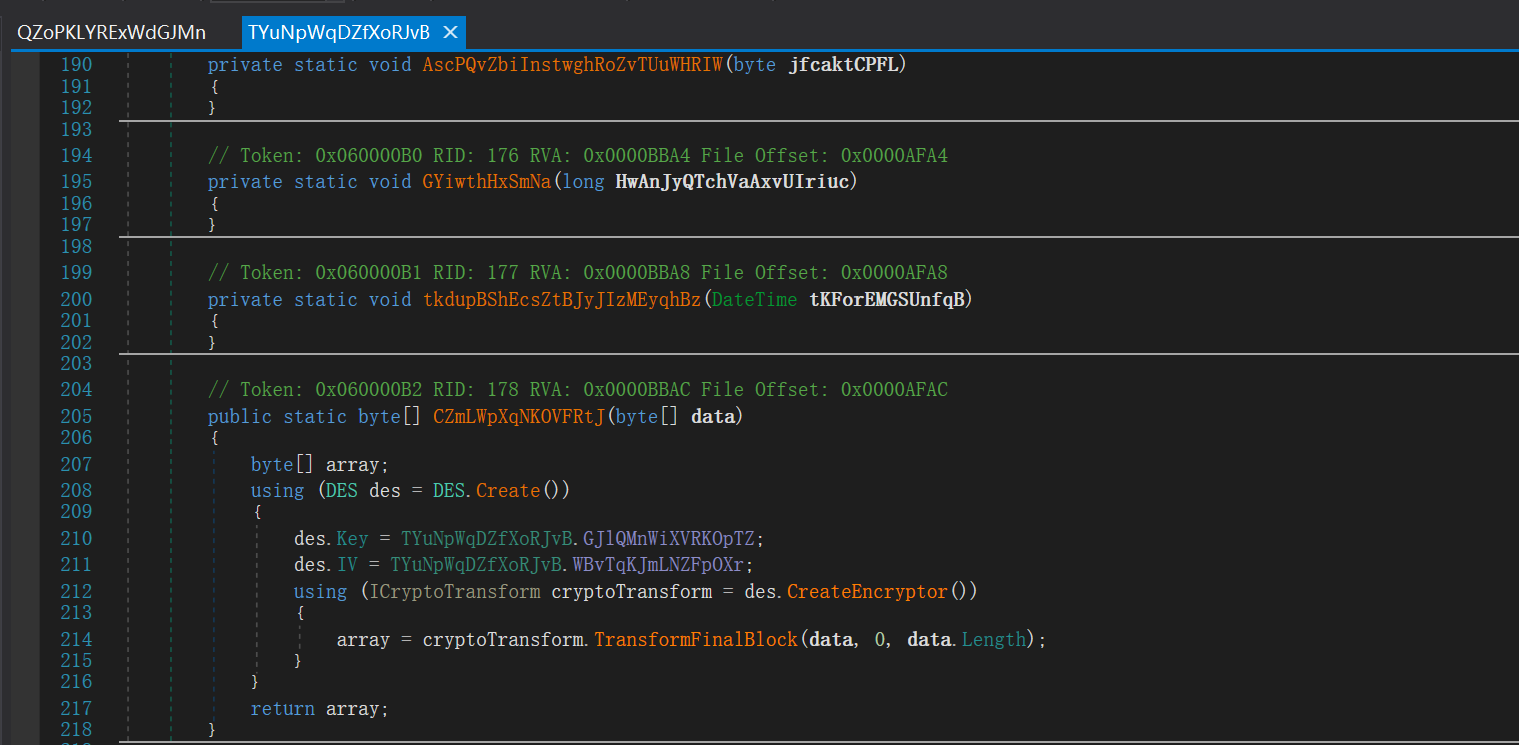 QZoPKLYRExWdGJMn TYuNpWqDZfXoRJvB
190 private static void AscPQvZbiInstwghRoZvTUuWHRIW(byte jfcaktCPFL)
191 {
192 }
193
194 // Token: 0x060000B0 RID: 176 RVA: 0x0000BBA4 File Offset: 0x0000AFA4
195 private static void GYiwthHxSmNa(long HwAnJyQTchVaAxvUIriuc)
196 {
197 }
198
199 // Token: 0x060000B1 RID: 177 RVA: 0x0000BBA8 File Offset: 0x0000AFA8
200 private static void tkdupBShEcsZtBJyJIzMEyqhBz(DateTime tKForEMGSUnfqB)
201 {
202 }
203
204 // Token: 0x060000B2 RID: 178 RVA: 0x0000BBAC File Offset: 0x0000AFAC
205 public static byte[] CZmLWpXqNKOVFRtJ(byte[] data)
206 {
207 byte[] array;
208 using (DES des = DES.Create())
209 {
210 des.Key = TYuNpWqDZfXoRJvB.GJlQMnWiXVRKOpTZ;
211 des.IV = TYuNpWqDZfXoRJvB.WBvTqKJmLNZFpOXr;
212 using (ICryptoTransform cryptoTransform = des.CreateEncryptor())
213 {
214 array = cryptoTransform.TransformFinalBlock(data, 0, data.Length);
215 }
216 }
217 return array;
218 }